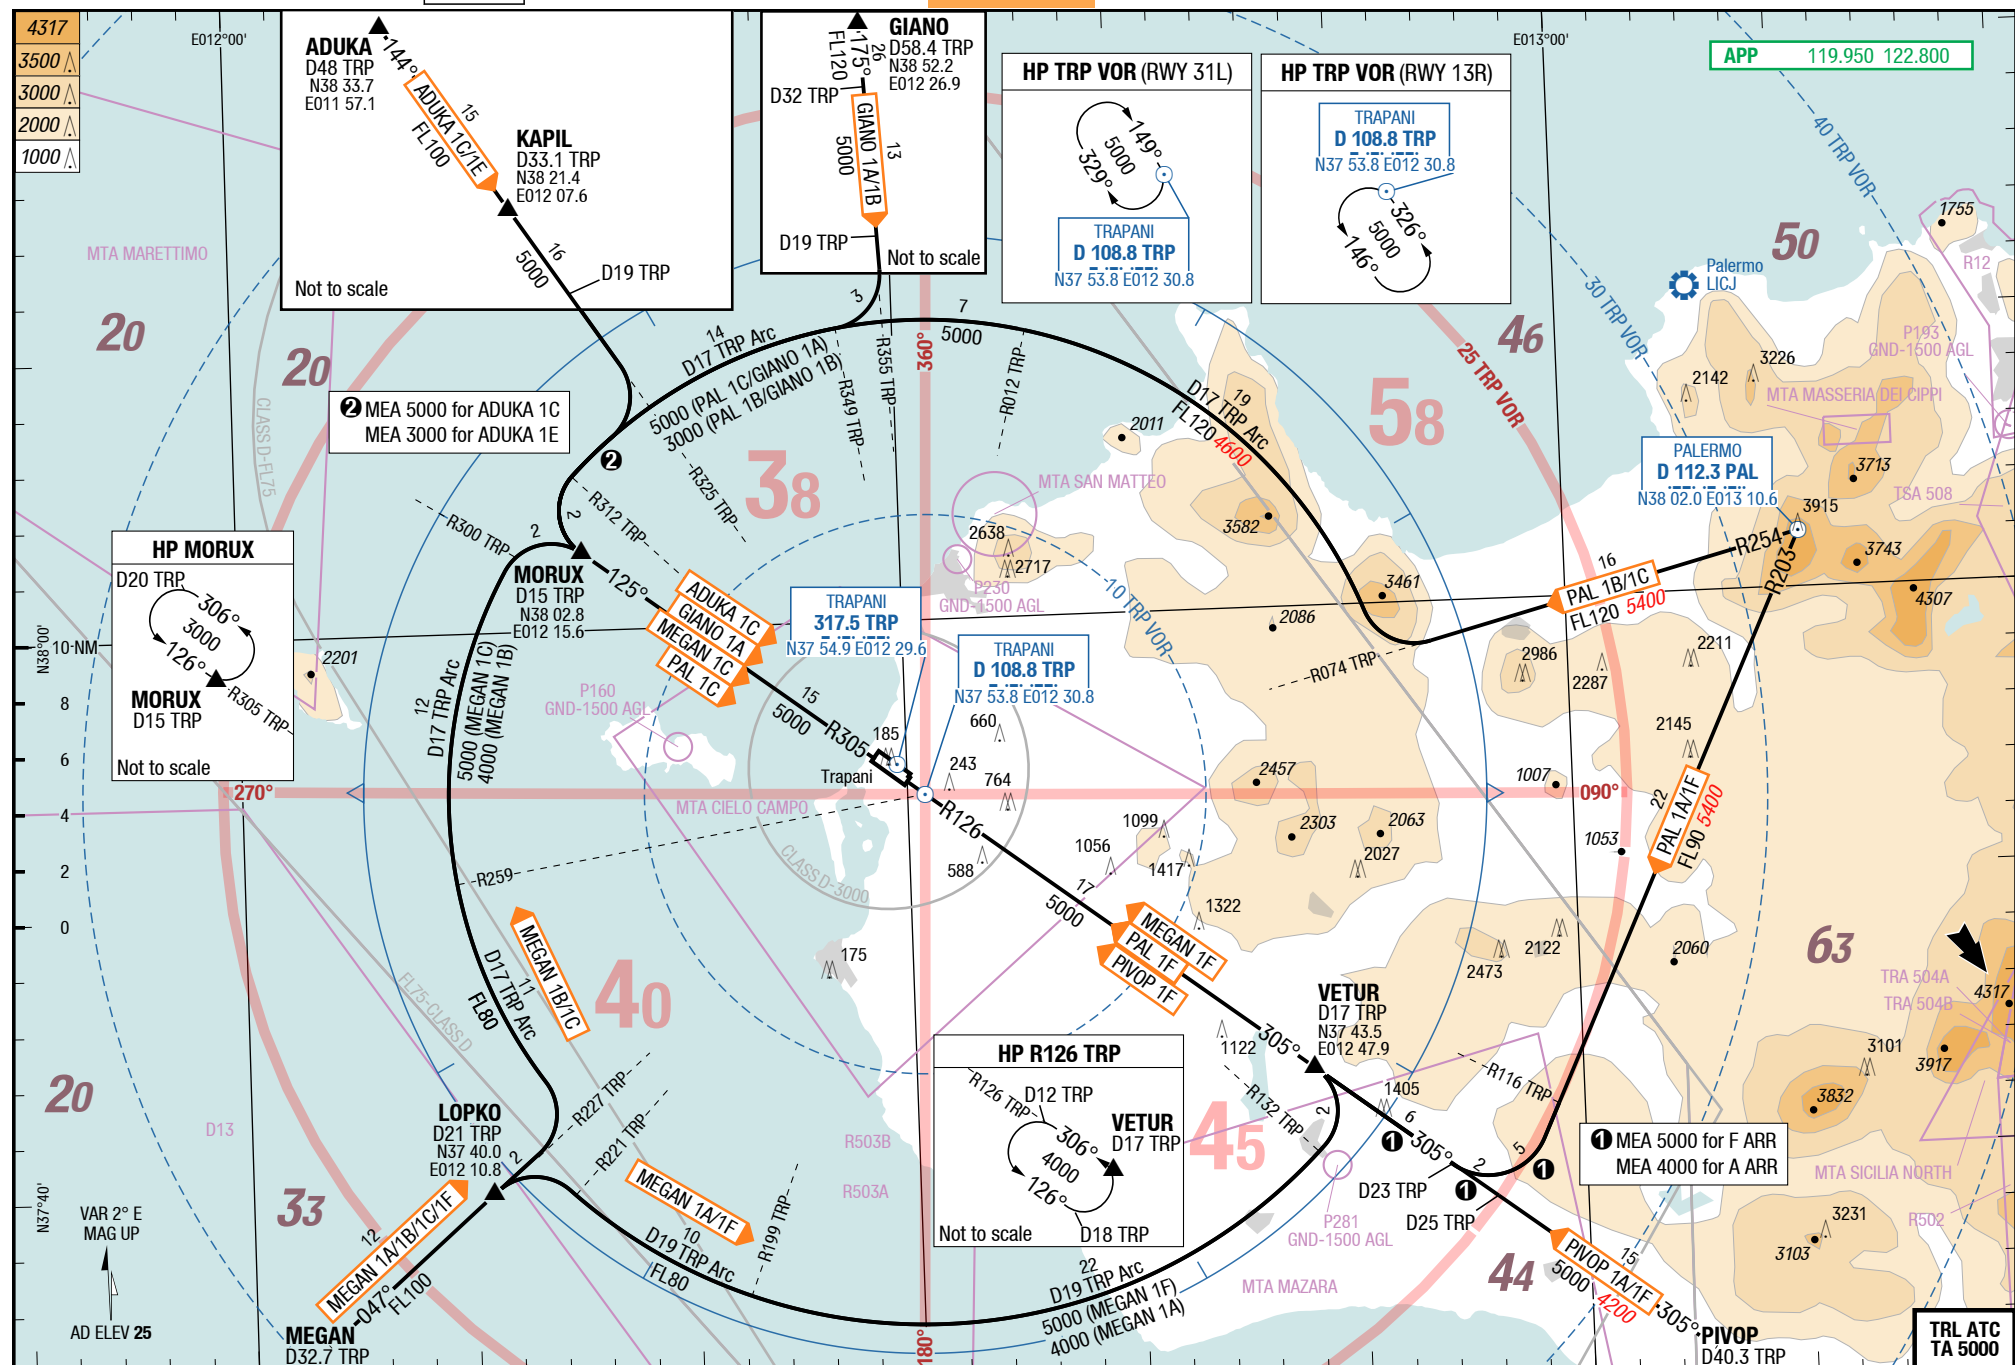 4317
3500
3000
2000
1000
E012°00'
ADUKA
D48 TRP
N38 33.7
E011 57.1
144°
15
ADUKA 1C/1E
FL100
KAPIL
D33.1 TRP
N38 21.4
E012 07.6
16
5000
D19 TRP
Not to scale
GIANO
D58.4 TRP
N38 52.2
E012 26.9
175°
26
FL120
D32 TRP
GIANO 1A/1B
13
5000
D19 TRP
Not to scale
HP TRP VOR (RWY 31L)
149°
5000
329°
TRAPANI
D 108.8 TRP
N37 53.8 E012 30.8
HP TRP VOR (RWY 13R)
TRAPANI
D 108.8 TRP
N37 53.8 E012 30.8
326°
5000
146°
E013°00'
APP 119.950 122.800
40 TRP VOR
1755
R12
50
Palermo
LICJ
30 TRP VOR
46
P193
GND-1500 AGL
3226
2142
MTA MASSERIA DEI CIPPI
25 TRP VOR
58
MTA MARETTIMO
20
20
CLASS D-FL75
2 MEA 5000 for ADUKA 1C
MEA 3000 for ADUKA 1E
14
D17 TRP Arc
5000 (PAL 1C/GIANO 1A)
3000 (PAL 1B/GIANO 1B)
3
7
5000
R355 TRP
R349 TRP
R012 TRP
360°
19
D17 TRP Arc
FL120 4600
2011
2
R325 TRP
38
R312 TRP
2
R300 TRP
2
MTA SAN MATTEO
2638
2717
P230
GND-1500 AGL
3582
3461
2086
10 TRP VOR
PALERMO
D 112.3 PAL
N38 02.0 E013 10.6
3713
TSA 508
3915
3743
4307
R254
R203
16
PAL 1B/1C
FL120 5400
R074 TRP
2986
2287
2211
2145
HP MORUX
D20 TRP
306°
3000
126°
MORUX
D15 TRP
R305 TRP
Not to scale
MORUX
D15 TRP
N38 02.8
E012 15.6
125°
ADUKA 1C
GIANO 1A
MEGAN 1C
PAL 1C
TRAPANI
317.5 TRP
N37 54.9 E012 29.6
TRAPANI
D 108.8 TRP
N37 53.8 E012 30.8
N38°00'
10-NM
8
6
4
2
0
2201
12
D17 TRP Arc
5000 (MEGAN 1C)
4000 (MEGAN 1B)
P160
GND-1500 AGL
15
5000
R305
185
660
243
764
Trapani
270°
MTA CIELO CAMPO
R259
CLASS D-3000
588
R126
1099
1056
1417
1322
17
5000
2457
2303
2063
2027
1007
090°
1053
22
PAL 1A/1F
FL90 5400
MEGAN 1B/1C
11
D17 TRP Arc
FL80
FL75-CLASS D
40
175
MEGAN 1F
PAL 1F
PIVOP 1F
2122
2473
2060
63
TRA 504A
TRA 504B
4317
3101
3917
3832
VETUR
D17 TRP
N37 43.5
E012 47.9
305°
1122
1405
R132 TRP
R116 TRP
2
6
1
305°
2
5
1
1
D23 TRP
D25 TRP
1 MEA 5000 for F ARR
MEA 4000 for A ARR
HP R126 TRP
R126 TRP
D12 TRP
306°
4000
126°
VETUR
D17 TRP
D18 TRP
Not to scale
45
20
D13
LOPKO
D21 TRP
N37 40.0
E012 10.8
2
R227 TRP
R221 TRP
MEGAN 1A/1F
R199 TRP
R503B
R503A
P281
GND-1500 AGL
MTA MAZARA
MTA SICILIA NORTH
R502
3231
3103
44
N37°40'
33
VAR 2° E
MAG UP
AD ELEV 25
12
MEGAN 1A/1B/1C/1F
047°
FL100
MEGAN
D32.7 TRP
10
D19 TRP Arc
FL80
22
D19 TRP Arc
5000 (MEGAN 1F)
4000 (MEGAN 1A)
180°
15
PIVOP 1A/1F
5000 4200
305°
PIVOP
D40.3 TRP
TRL ATC
TA 5000